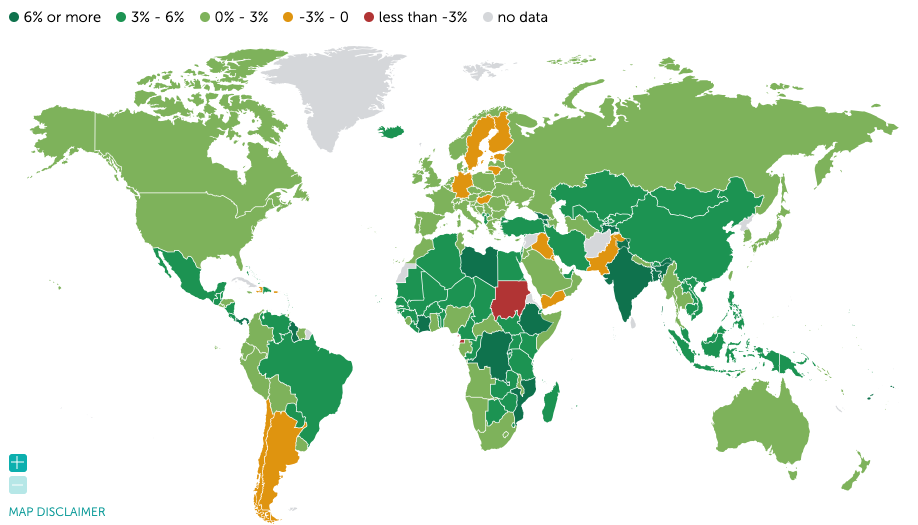 6% or more 3% - 6% 0% - 3% -3% - 0 less than -3% no data
+
−
MAP DISCLAIMER